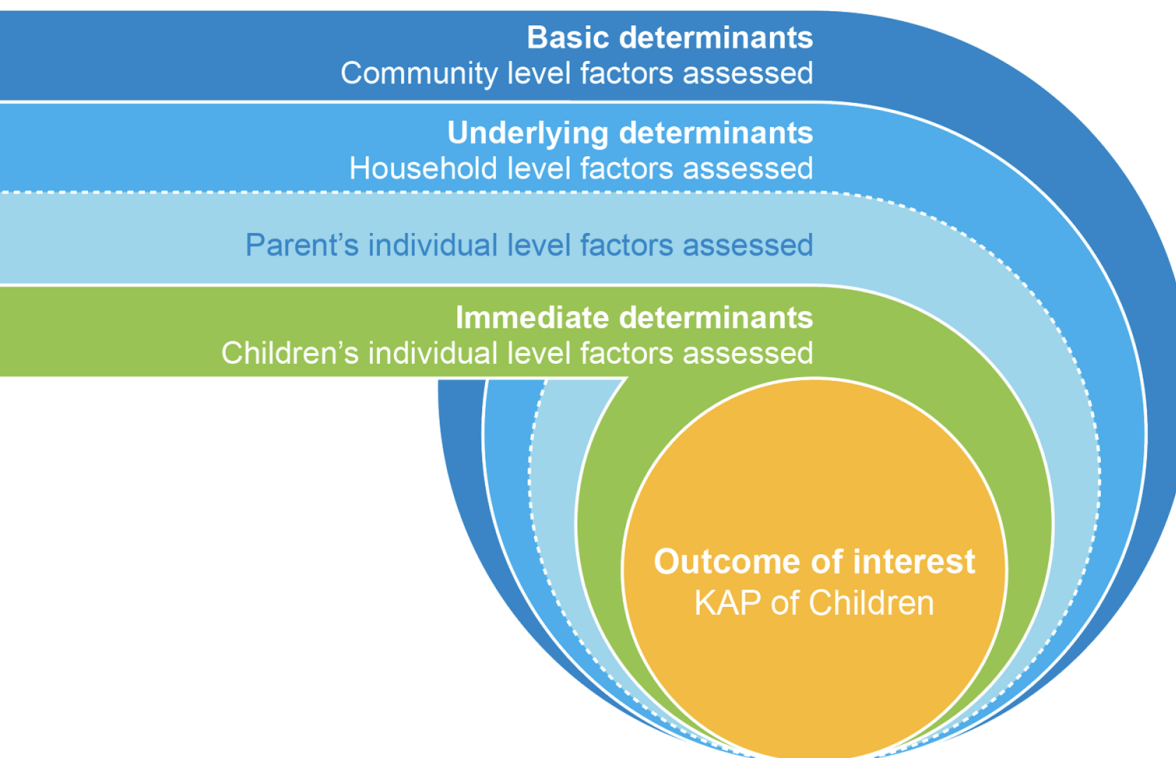 Basic determinants
Community level factors assessed
Underlying determinants
Household level factors assessed
Parent’s individual level factors assessed
Immediate determinants
Children’s individual level factors assessed
Outcome of interest
KAP of Children